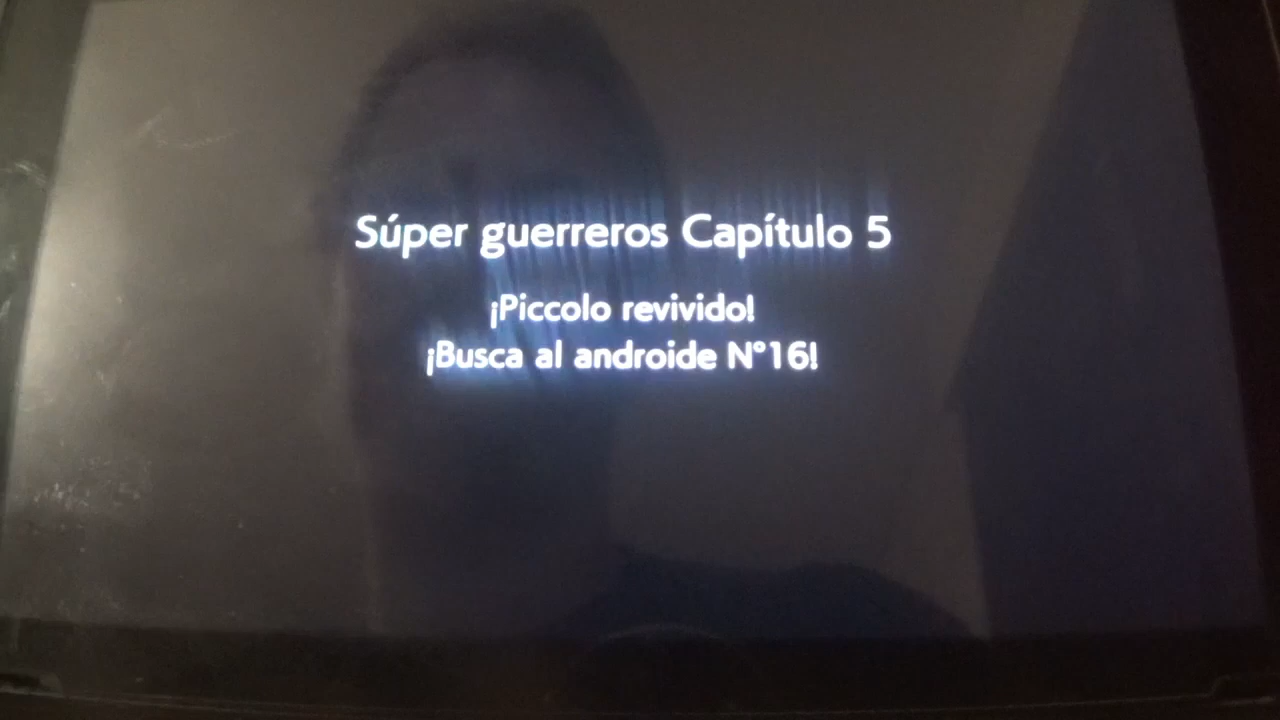 Súper guerreros Capítulo 5
¡Piccolo revivido!
¡Busca al androide N°16!